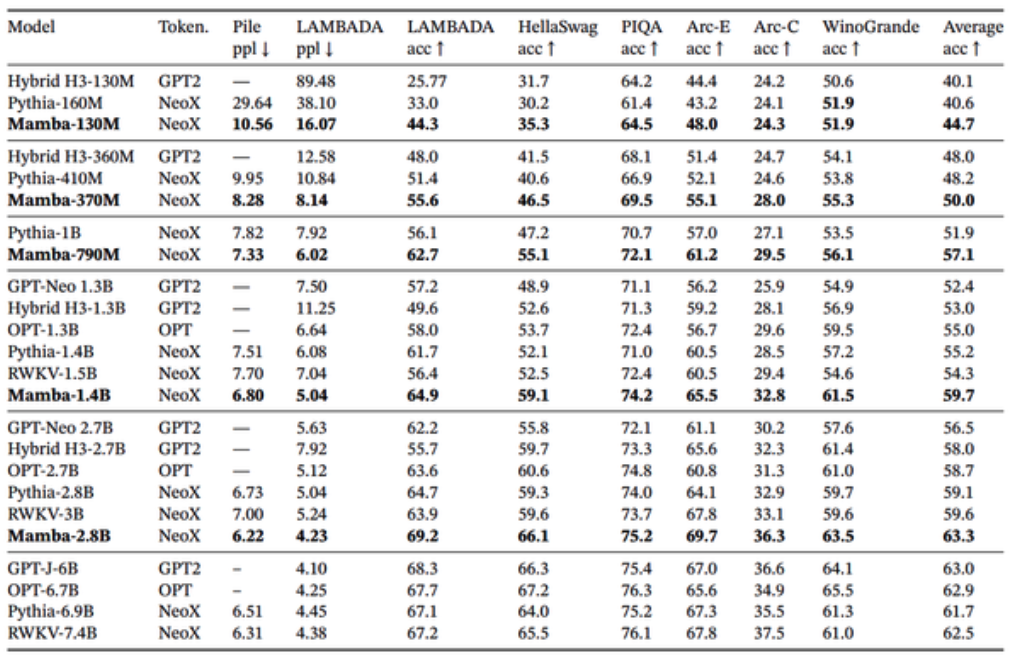 Model Token. Pile LAMBADA LAMBADA HellaSwag PIQA Arc-E Arc-C WinoGrande Average
ppl ↓ ppl ↓ acc ↑ acc ↑ acc ↑ acc ↑ acc ↑ acc ↑ acc ↑
Hybrid H3-130M GPT2 — 89.48 25.77 31.7 64.2 44.4 24.2 50.6 40.1
Pythia-160M NeoX 29.64 38.10 33.0 30.2 61.4 43.2 24.1 51.9 40.6
Mamba-130M NeoX 10.56 16.07 44.3 35.3 64.5 48.0 24.3 51.9 44.7
Hybrid H3-360M GPT2 — 12.58 48.0 41.5 68.1 51.4 24.7 54.1 48.0
Pythia-410M NeoX 9.95 10.84 51.4 40.6 66.9 52.1 24.6 53.8 48.2
Mamba-370M NeoX 8.28 8.14 55.6 46.5 69.5 55.1 28.0 55.3 50.0
Pythia-1B NeoX 7.82 7.92 56.1 47.2 70.7 57.0 27.1 53.5 51.9
Mamba-790M NeoX 7.33 6.02 62.7 55.1 72.1 61.2 29.5 56.1 57.1
GPT-Neo 1.3B GPT2 — 7.50 57.2 48.9 71.1 56.2 25.9 54.9 52.4
Hybrid H3-1.3B GPT2 — 11.25 49.6 52.6 71.3 59.2 28.1 56.9 53.0
OPT-1.3B OPT — 6.64 58.0 53.7 72.4 56.7 29.6 59.5 55.0
Pythia-1.4B NeoX 7.51 6.08 61.7 52.1 71.0 60.5 28.5 57.2 55.2
RWKV-1.5B NeoX 7.70 7.04 56.4 52.5 72.4 60.5 29.4 54.6 54.3
Mamba-1.4B NeoX 6.80 5.04 64.9 59.1 74.2 65.5 32.8 61.5 59.7
GPT-Neo 2.7B GPT2 — 5.63 62.2 55.8 72.1 61.1 30.2 57.6 56.5
Hybrid H3-2.7B GPT2 — 7.92 55.7 59.7 73.3 65.6 32.3 61.4 58.0
OPT-2.7B OPT — 5.12 63.6 60.6 74.8 60.8 31.3 61.0 58.7
Pythia-2.8B NeoX 6.73 5.04 64.7 59.3 74.0 64.1 32.9 59.7 59.1
RWKV-3B NeoX 7.00 5.24 63.9 59.6 73.7 67.8 33.1 59.6 59.6
Mamba-2.8B NeoX 6.22 4.23 69.2 66.1 75.2 69.7 36.3 63.5 63.3
GPT-J-6B GPT2 – 4.10 68.3 66.3 75.4 67.0 36.6 64.1 63.0
OPT-6.7B OPT – 4.25 67.7 67.2 76.3 65.6 34.9 65.5 62.9
Pythia-6.9B NeoX 6.51 4.45 67.1 64.0 75.2 67.3 35.5 61.3 61.7
RWKV-7.4B NeoX 6.31 4.38 67.2 65.5 76.1 67.8 37.5 61.0 62.5